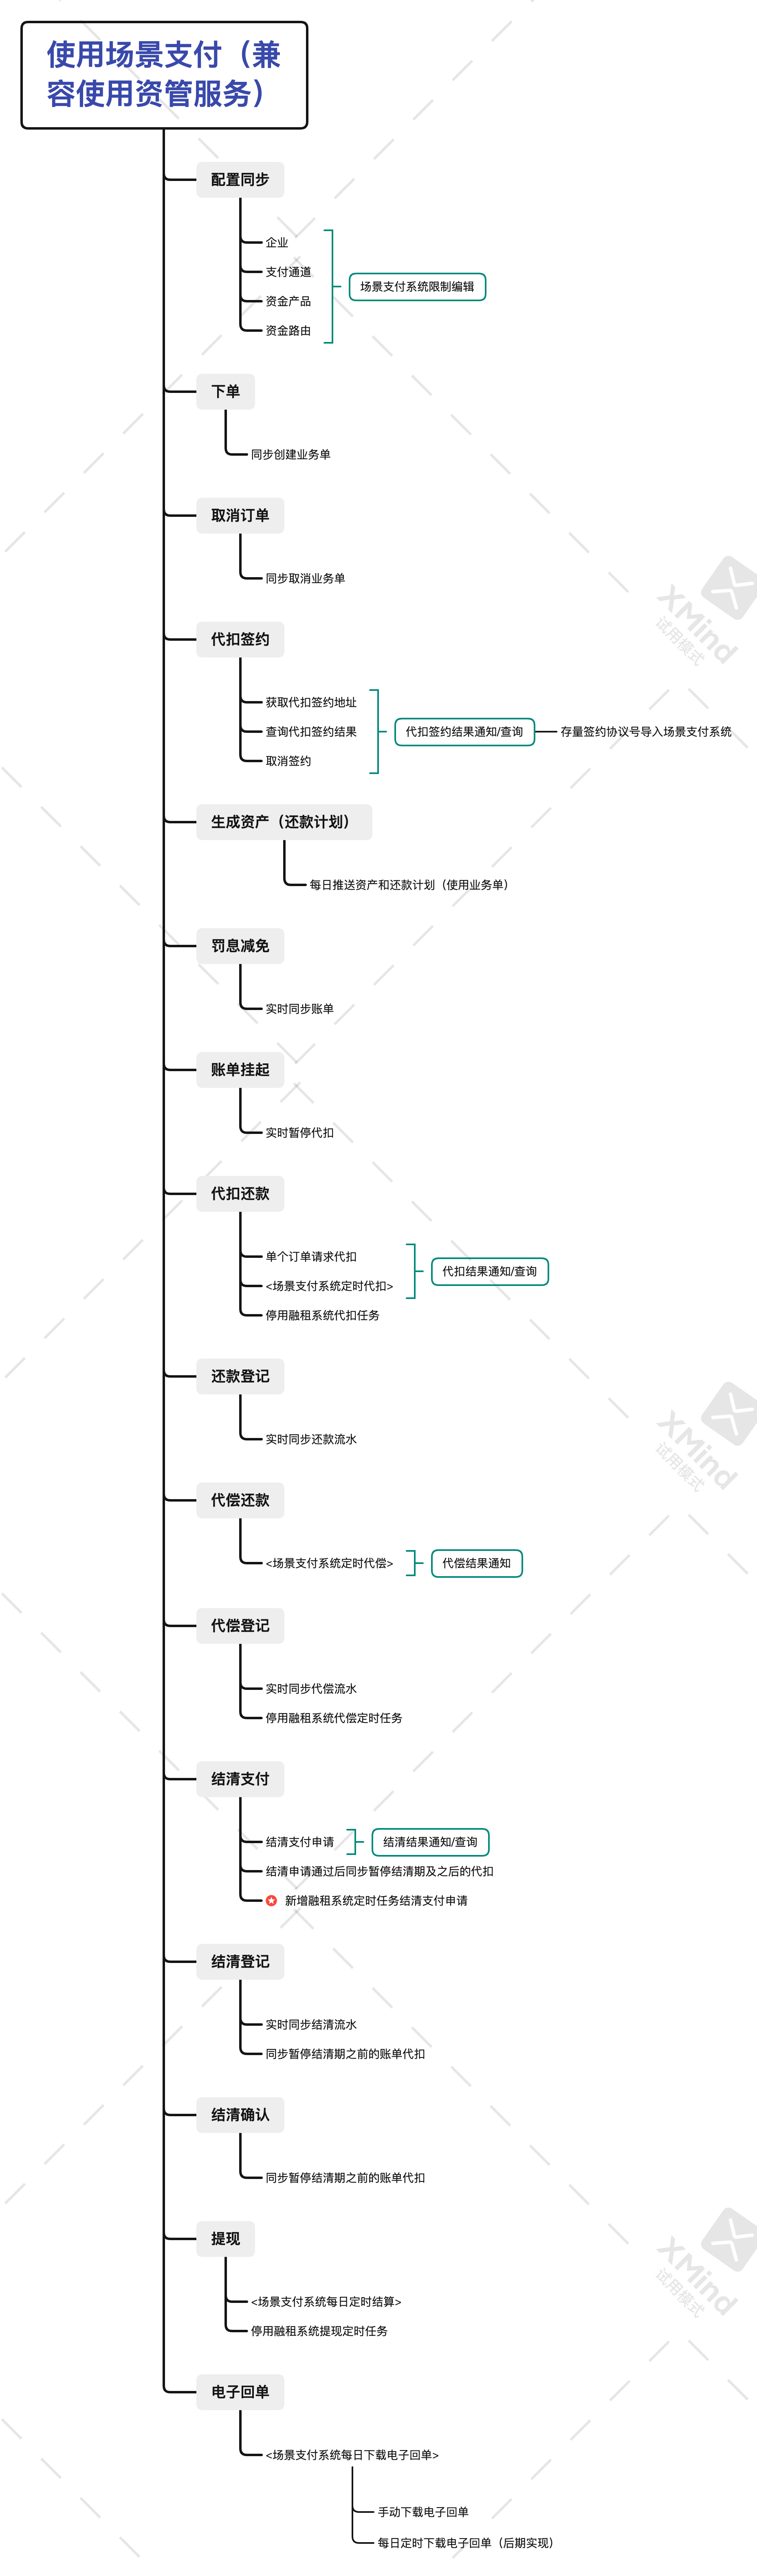 使用场景支付（兼
容使用资管服务）
配置同步
企业
支付通道
资金产品
资金路由
场景支付系统限制编辑
下单
同步创建业务单
取消订单
同步取消业务单
代扣签约
获取代扣签约地址
查询代扣签约结果
取消签约
代扣签约结果通知/查询
存量签约协议号导入场景支付系统
生成资产（还款计划）
每日推送资产和还款计划（使用业务单）
罚息减免
实时同步账单
账单挂起
实时暂停代扣
代扣还款
单个订单请求代扣
<场景支付系统定时代扣>
停用融租系统代扣任务
代扣结果通知/查询
还款登记
实时同步还款流水
代偿还款
<场景支付系统定时代偿>
代偿结果通知
代偿登记
实时同步代偿流水
停用融租系统代偿定时任务
结清支付
结清支付申请
结清结果通知/查询
结清申请通过后同步暂停结清期及之后的代扣
新增融租系统定时任务结清支付申请
结清登记
实时同步结清流水
同步暂停结清期之前的账单代扣
结清确认
同步暂停结清期之前的账单代扣
提现
<场景支付系统每日定时结算>
停用融租系统提现定时任务
电子回单
<场景支付系统每日下载电子回单>
手动下载电子回单
每日定时下载电子回单（后期实现）
XMind
试用模式
XMind
试用模式
XMind
试用模式